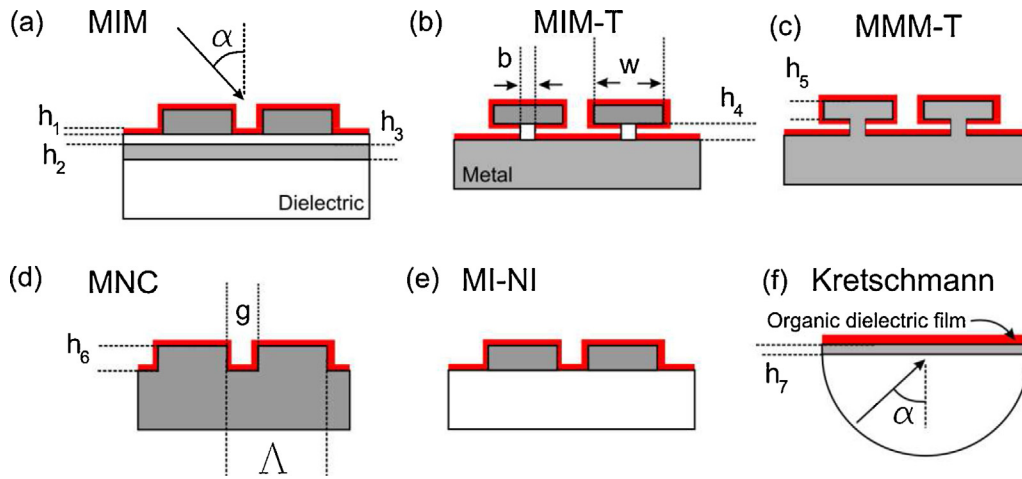 (a) MIM
α
h1
h2
h3
Dielectric
(b) MIM-T
b
w
h4
Metal
(c) MMM-T
h5
(d) MNC
g
h6
Λ
(e) MI-NI
(f) Kretschmann
Organic dielectric film
h7
α